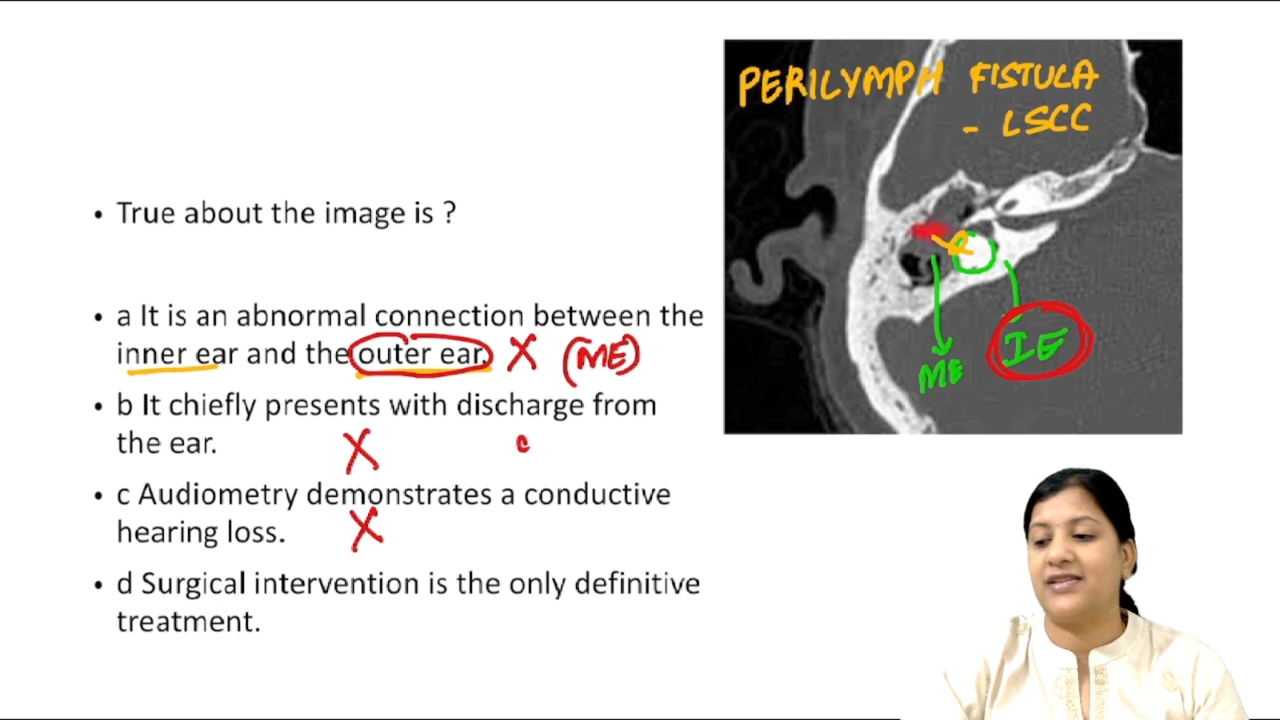 PERILYMPH FISTULA
- LSCC
• True about the image is ?
• a It is an abnormal connection between the
inner ear and the outer ear. X (ME)
IE
ME
• b It chiefly presents with discharge from
the ear. X
• c Audiometry demonstrates a conductive
hearing loss. X
• d Surgical intervention is the only definitive
treatment.